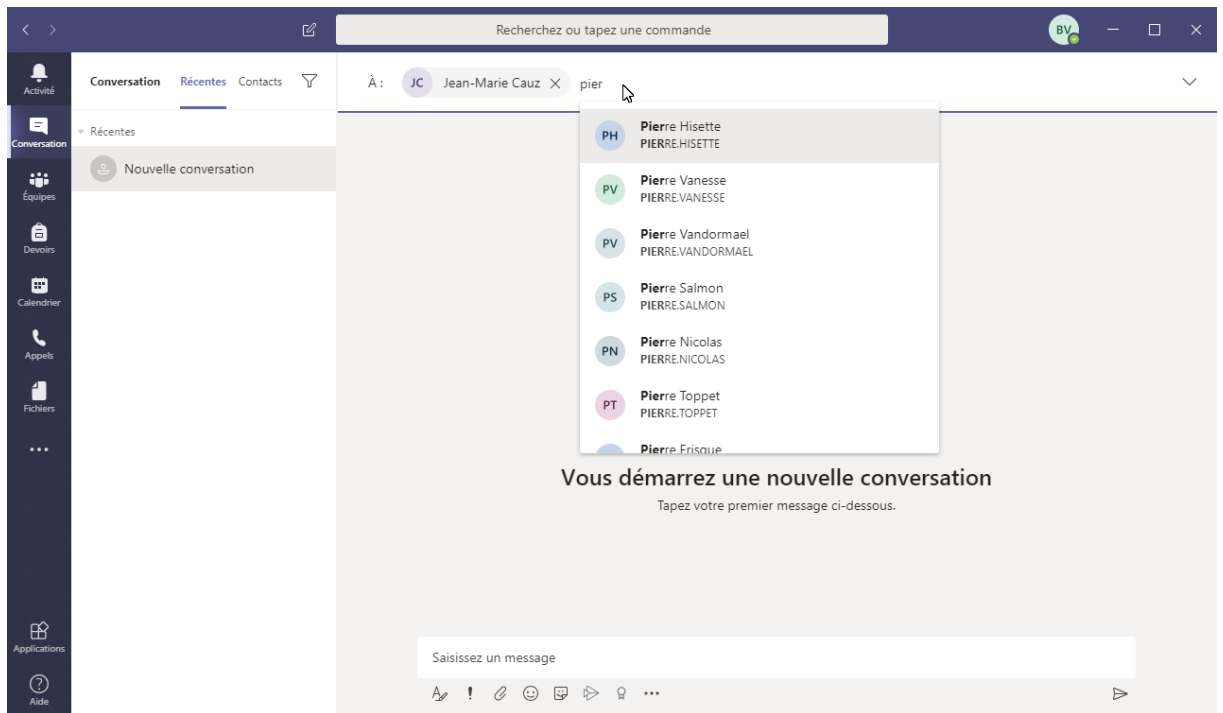 Recherchez ou tapez une commande
BV
Activité
Conversation
Équipes
Devoirs
Calendrier
Appels
Fichiers
Applications
Aide
Conversation Récentes Contacts
Récentes
Nouvelle conversation
À : JC Jean-Marie Cauz pier
PH Pierre Hisette
PIERRE.HISETTE
PV Pierre Vanesse
PIERRE.VANESSE
PV Pierre Vandormael
PIERRE.VANDORMAEL
PS Pierre Salmon
PIERRE.SALMON
PN Pierre Nicolas
PIERRE.NICOLAS
PT Pierre Toppet
PIERRE.TOPPET
Pierre Frisque
Vous démarrez une nouvelle conversation
Tapez votre premier message ci-dessous.
Saisissez un message